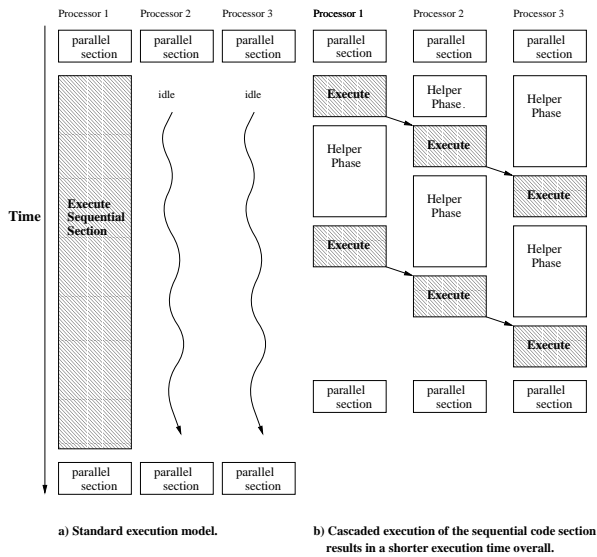 Processor 1
Processor 2
Processor 3
parallel
section
parallel
section
parallel
section
idle
idle
Execute
Sequential
Section
Time
parallel
section
parallel
section
parallel
section
a) Standard execution model.
Processor 1
Processor 2
Processor 3
parallel
section
parallel
section
parallel
section
Execute
Helper
Phase.
Helper
Phase
Helper
Phase
Execute
Helper
Phase
Execute
Execute
Helper
Phase
Execute
Execute
parallel
section
parallel
section
parallel
section
b) Cascaded execution of the sequential code section
results in a shorter execution time overall.